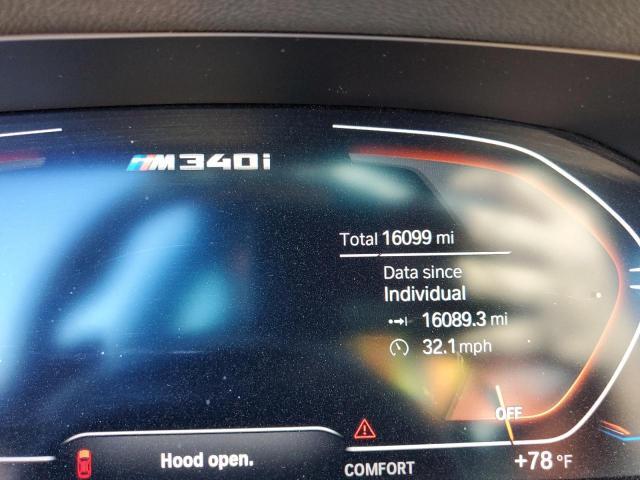 M340i
Total 16099 mi
Data since
Individual
16089.3 mi
32.1 mph
OFF
Hood open.
COMFORT
+78 °F